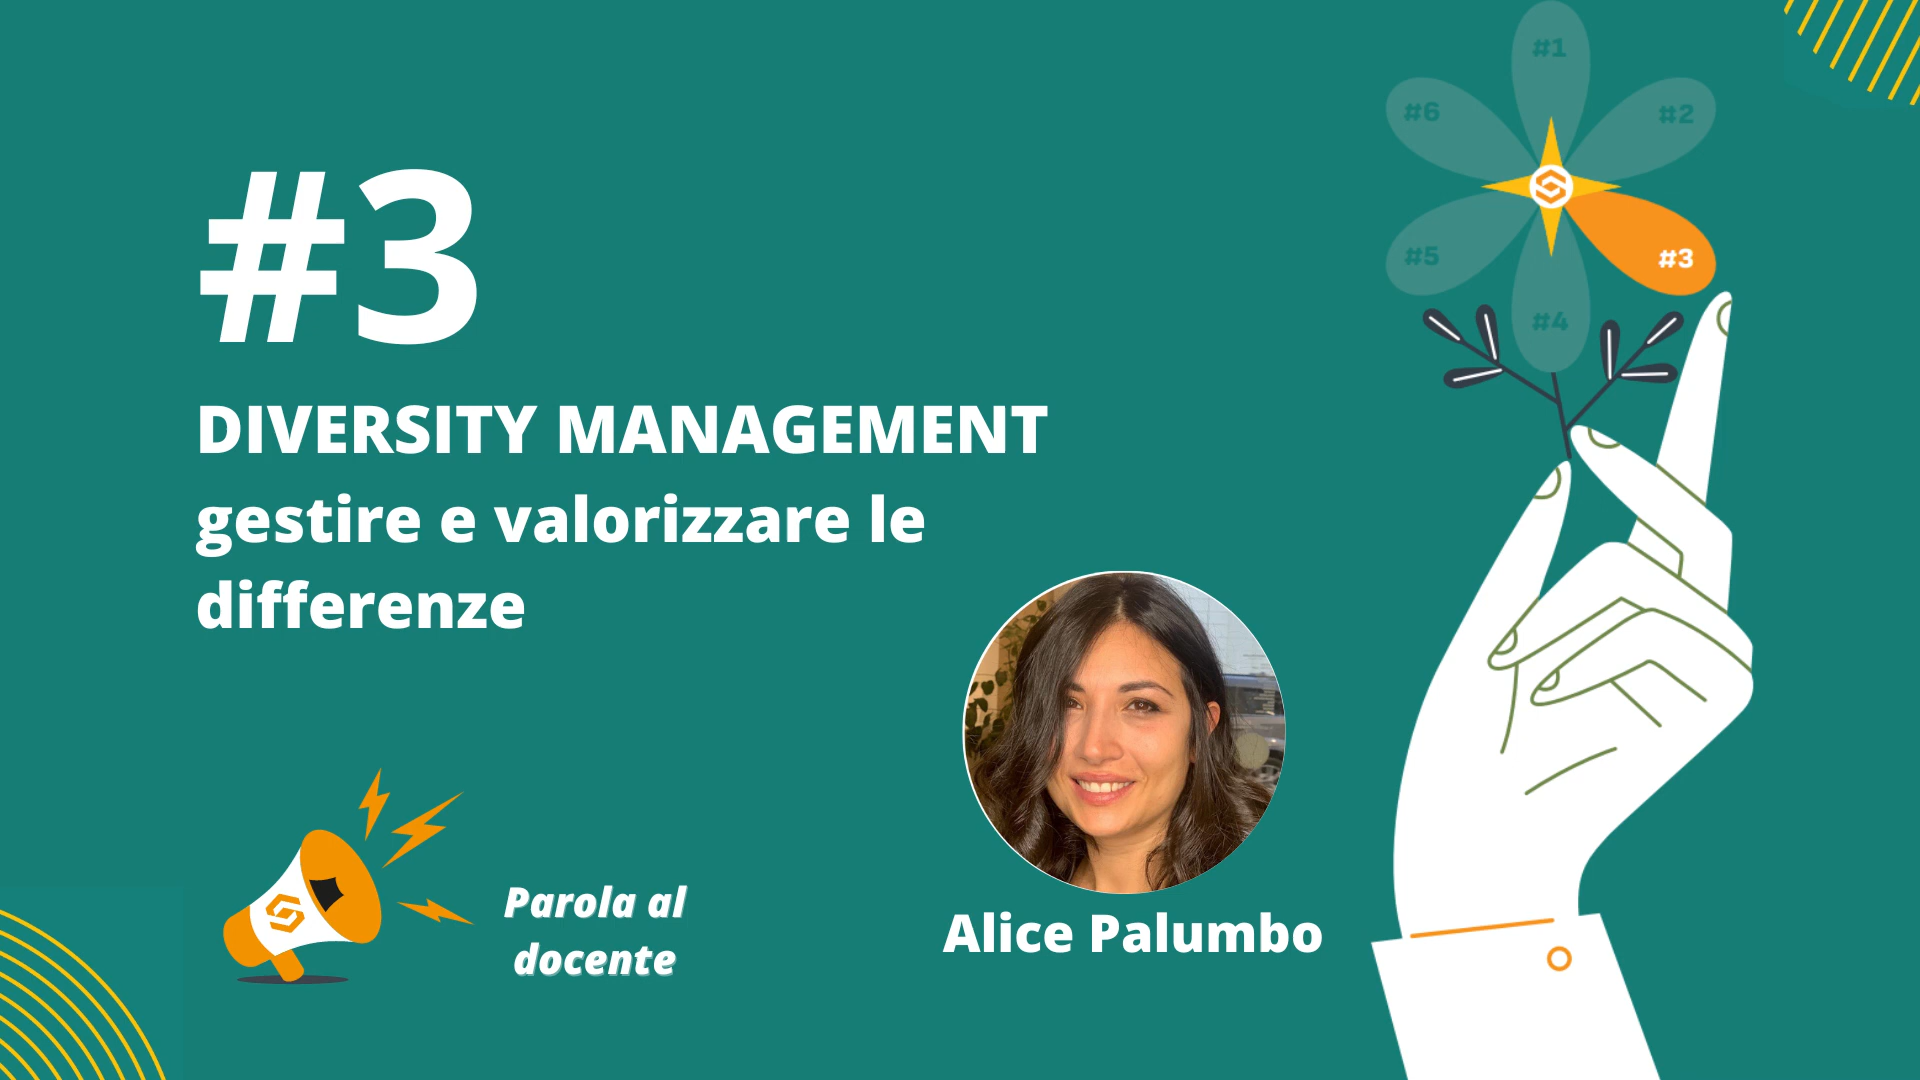 #3
DIVERSITY MANAGEMENT
gestire e valorizzare le
differenze
Parola al
docente
Alice Palumbo
#1
#2
#3
#4
#5
#6